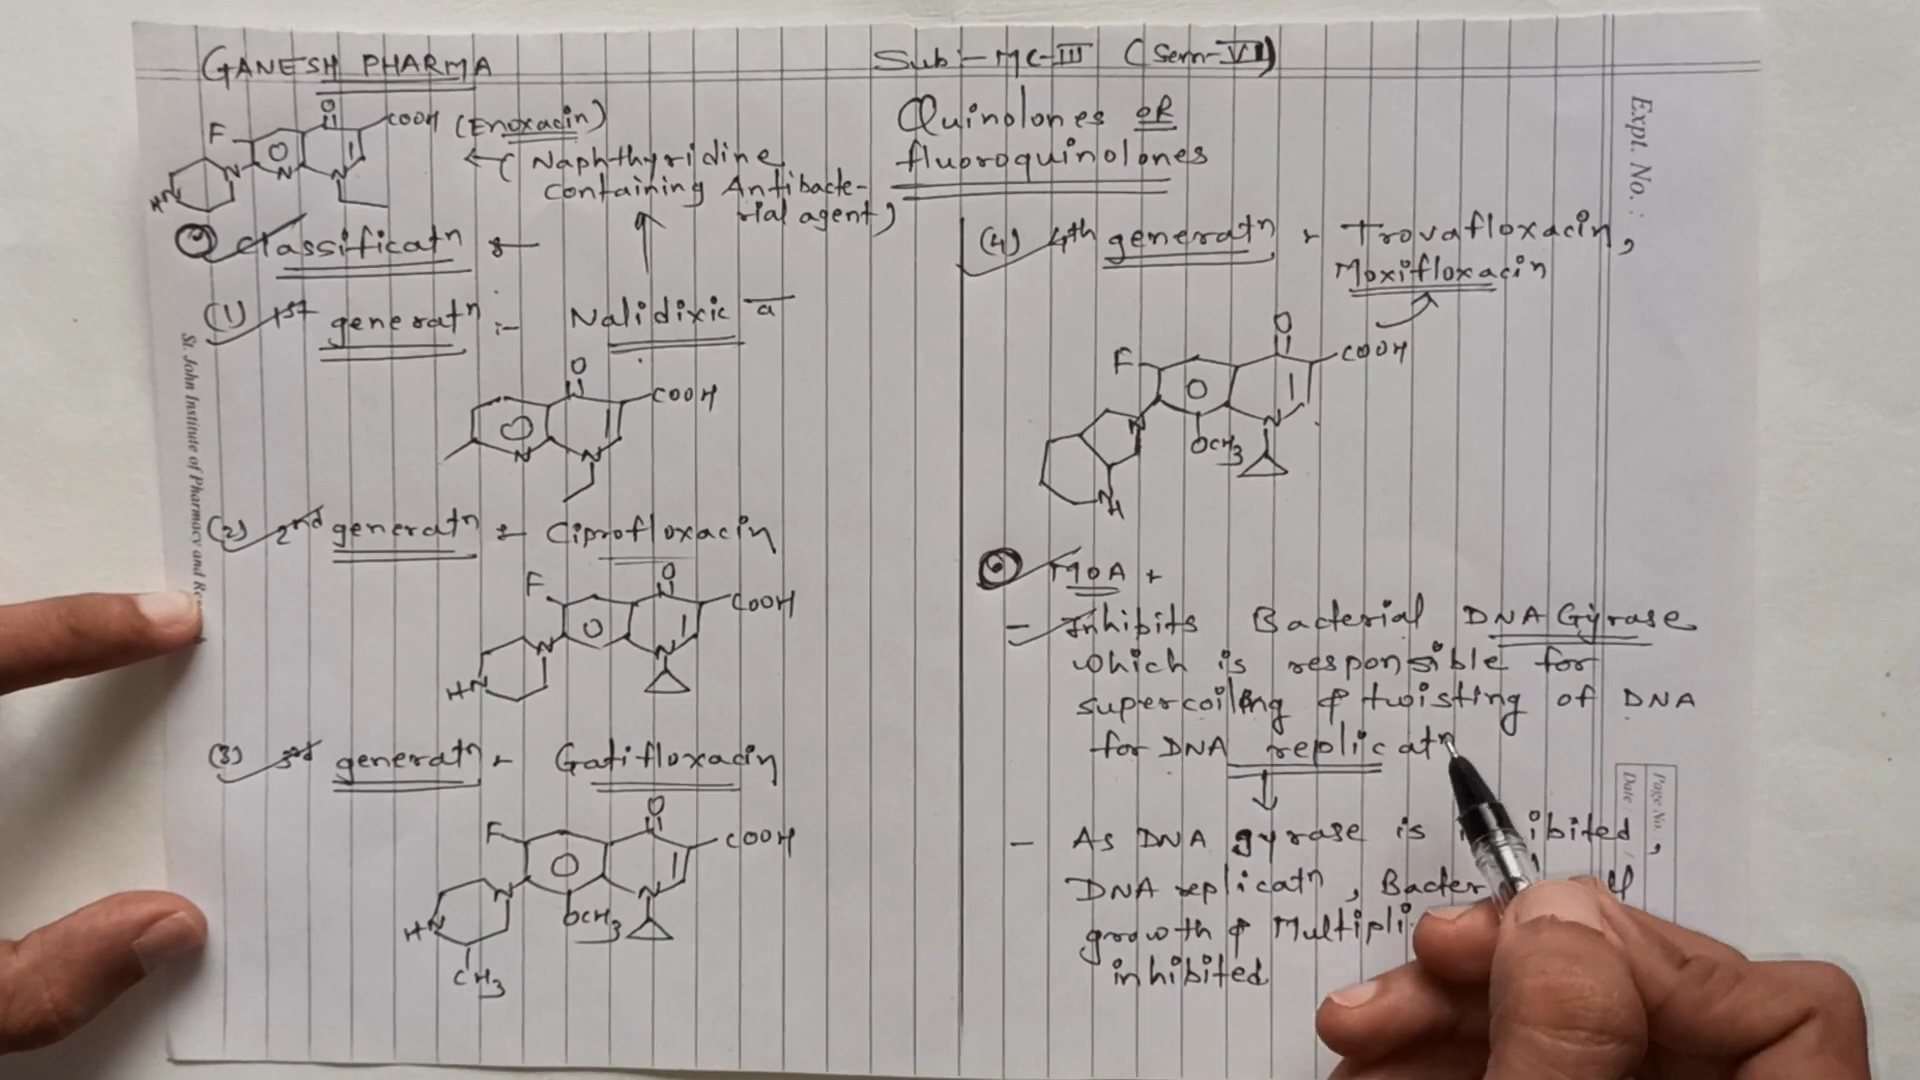 GANESH PHARMA
Sub:- MC-III (Sem-VI)
Expt. No. :
O
F
COOH (Enoxacin)
N
N
N
HN
← ( Naphthyridine
containing Antibacte-
rial agent)
Quinolones OR
fluoroquinolones
Classificatn :-
(1) 1st generatn :- Nalidixic a
O
COOH
N
N
(2) 2nd generatn :- Ciprofloxacin
F
O
COOH
N
N
HN
(3) 3rd generatn :- Gatifloxacin
F
O
COOH
N
N
HN
OCH3
CH3
(4) 4th generatn :- Trovafloxacin,
Moxifloxacin
O
F
COOH
N
N
OCH3
N
H
MOA :-
- Inhibits Bacterial DNA Gyrase
which is responsible for
supercoiling & twisting of DNA
for DNA replicatn
↓
- As DNA gyrase is ibited,
DNA replicatn, Bacter ll
growth & Multipli
inhibited
St. John Institute of Pharmacy and Re
Page No. :
Date :